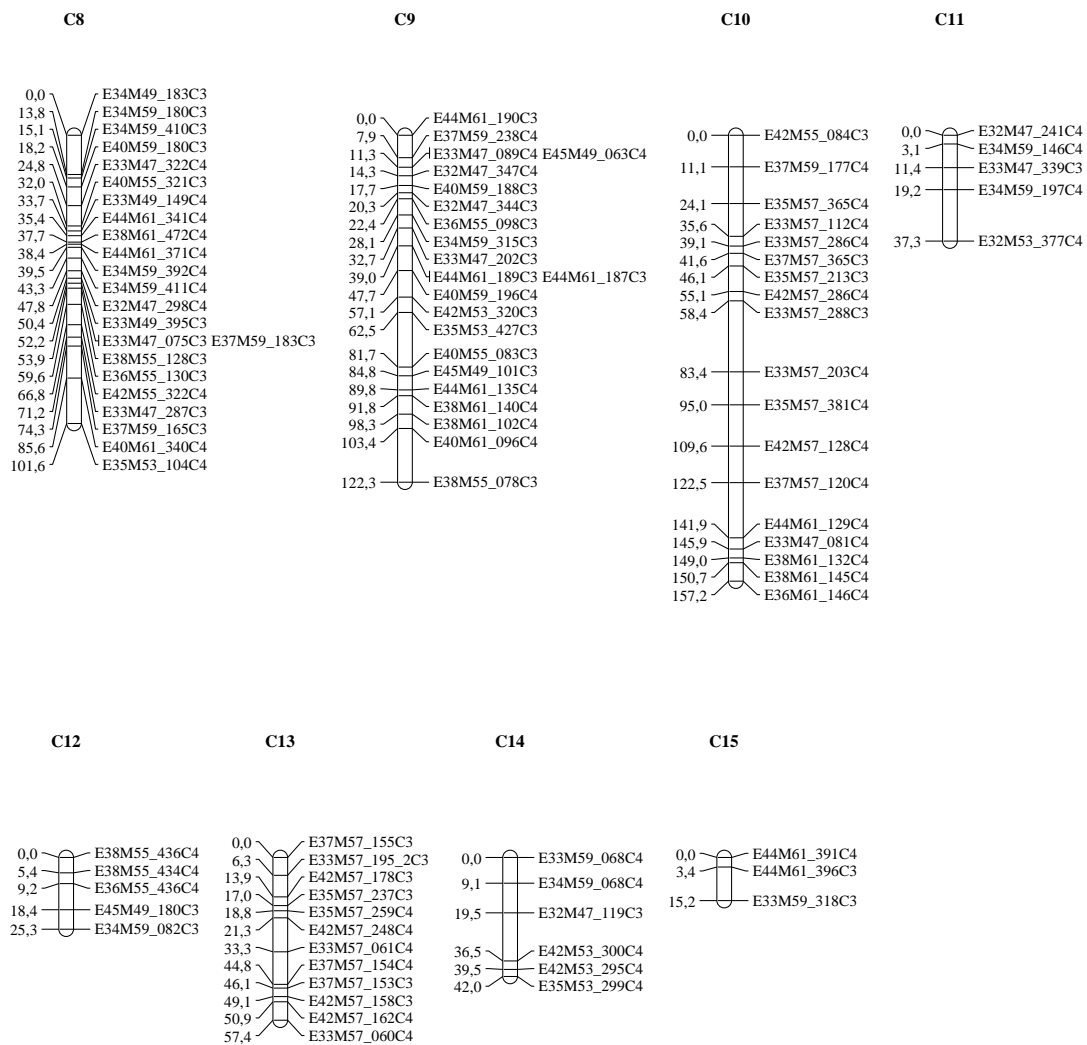 C8 C9 C10 C11
0,0 E34M49_183C3
13,8 E34M59_180C3
15,1 E34M59_410C3
18,2 E40M59_180C3
24,8 E33M47_322C4
32,0 E40M55_321C3
33,7 E33M49_149C4
35,4 E44M61_341C4
37,7 E38M61_472C4
38,4 E44M61_371C4
39,5 E34M59_392C4
43,3 E34M59_411C4
47,8 E32M47_298C4
50,4 E33M49_395C3
52,2 E33M47_075C3 E37M59_183C3
53,9 E38M55_128C3
59,6 E36M55_130C3
66,8 E42M55_322C4
71,2 E33M47_287C3
74,3 E37M59_165C3
85,6 E40M61_340C4
101,6 E35M53_104C4
0,0 E44M61_190C3
7,9 E37M59_238C4
11,3 E33M47_089C4 E45M49_063C4
14,3 E32M47_347C4
17,7 E40M59_188C3
20,3 E32M47_344C3
22,4 E36M55_098C3
28,1 E34M59_315C3
32,7 E33M47_202C3
39,0 E44M61_189C3 E44M61_187C3
47,7 E40M59_196C4
57,1 E42M53_320C3
62,5 E35M53_427C3
81,7 E40M55_083C3
84,8 E45M49_101C3
89,8 E44M61_135C4
91,8 E38M61_140C4
98,3 E38M61_102C4
103,4 E40M61_096C4
122,3 E38M55_078C3
0,0 E42M55_084C3
11,1 E37M59_177C4
24,1 E35M57_365C4
35,6 E33M57_112C4
39,1 E33M57_286C4
41,6 E37M57_365C3
46,1 E35M57_213C3
55,1 E42M57_286C4
58,4 E33M57_288C3
83,4 E33M57_203C4
95,0 E35M57_381C4
109,6 E42M57_128C4
122,5 E37M57_120C4
141,9 E44M61_129C4
145,9 E33M47_081C4
149,0 E38M61_132C4
150,7 E38M61_145C4
157,2 E36M61_146C4
0,0 E32M47_241C4
3,1 E34M59_146C4
11,4 E33M47_339C3
19,2 E34M59_197C4
37,3 E32M53_377C4
C12 C13 C14 C15
0,0 E38M55_436C4
5,4 E38M55_434C4
9,2 E36M55_436C4
18,4 E45M49_180C3
25,3 E34M59_082C3
0,0 E37M57_155C3
6,3 E33M57_195_2C3
13,9 E42M57_178C3
17,0 E35M57_237C3
18,8 E35M57_259C4
21,3 E42M57_248C4
33,3 E33M57_061C4
44,8 E37M57_154C4
46,1 E37M57_153C3
49,1 E42M57_158C3
50,9 E42M57_162C4
57,4 E33M57_060C4
0,0 E33M59_068C4
9,1 E34M59_068C4
19,5 E32M47_119C3
36,5 E42M53_300C4
39,5 E42M53_295C4
42,0 E35M53_299C4
0,0 E44M61_391C4
3,4 E44M61_396C3
15,2 E33M59_318C3